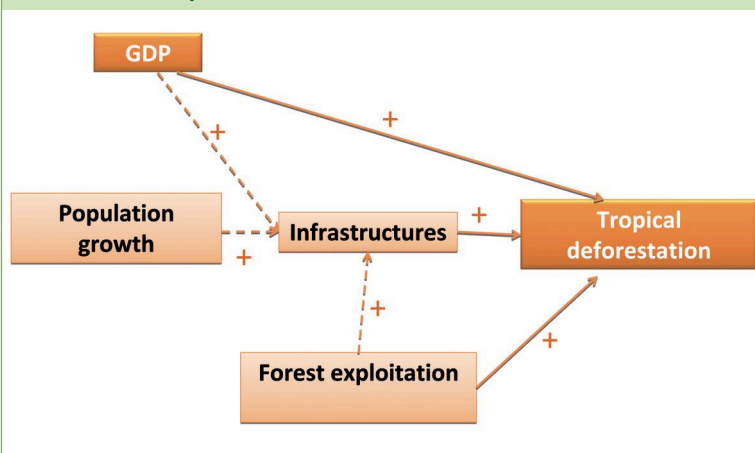 GDP
+
+
Population
growth
+
Infrastructures
+
Tropical
deforestation
+
+
Forest exploitation